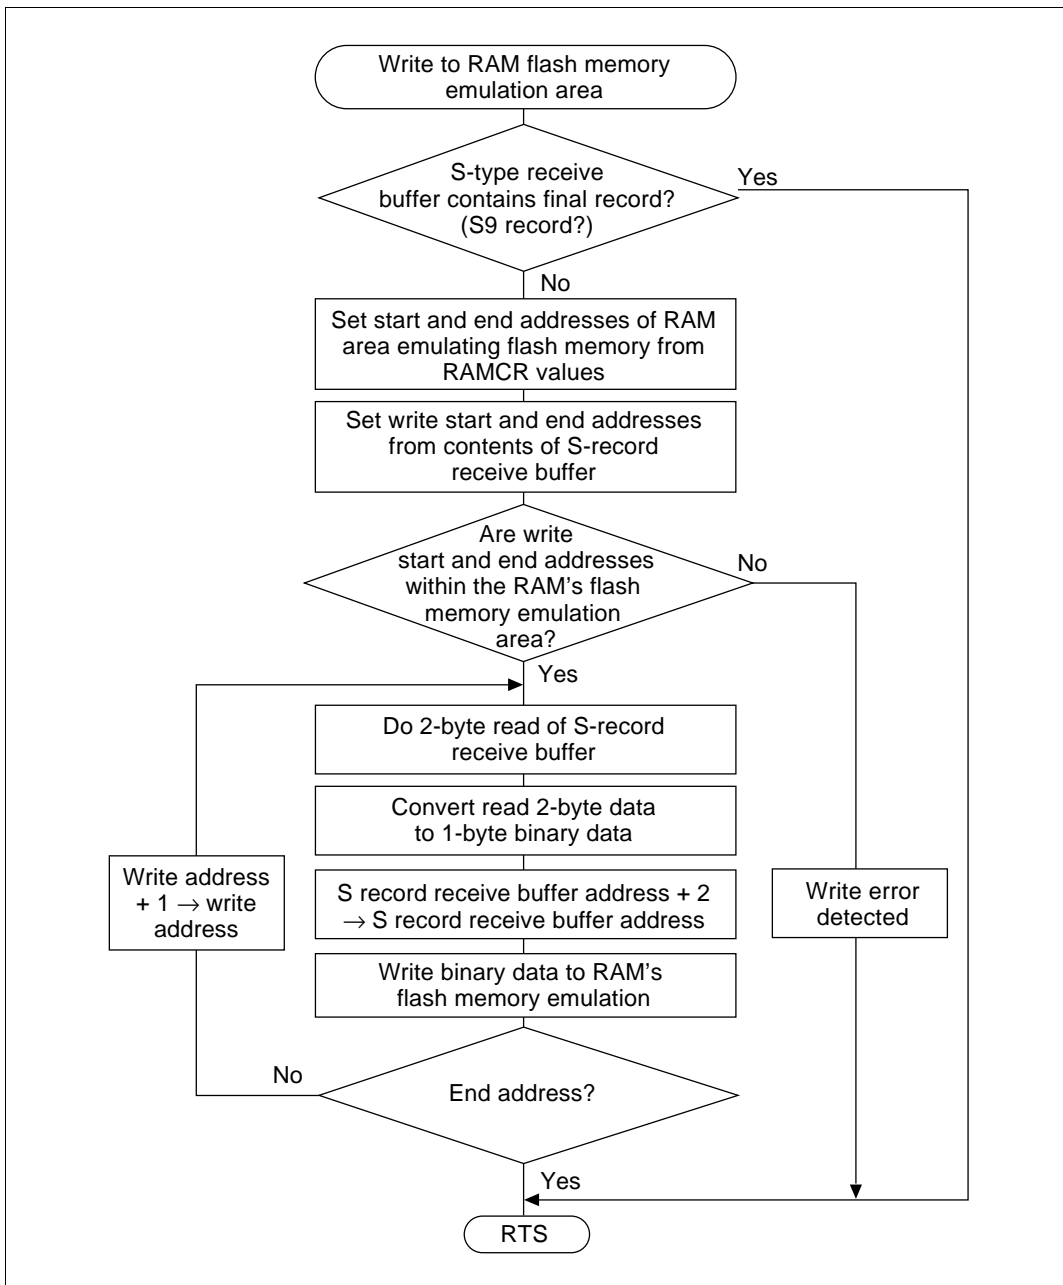 Write to RAM flash memory
emulation area
S-type receive
buffer contains final record?
(S9 record?)
Yes
No
Set start and end addresses of RAM
area emulating flash memory from
RAMCR values
Set write start and end addresses
from contents of S-record
receive buffer
Are write
start and end addresses
within the RAM's flash
memory emulation
area?
No
Yes
Do 2-byte read of S-record
receive buffer
Convert read 2-byte data
to 1-byte binary data
Write address
+ 1 → write
address
S record receive buffer address + 2
→ S record receive buffer address
Write error
detected
Write binary data to RAM's
flash memory emulation
No
End address?
Yes
RTS